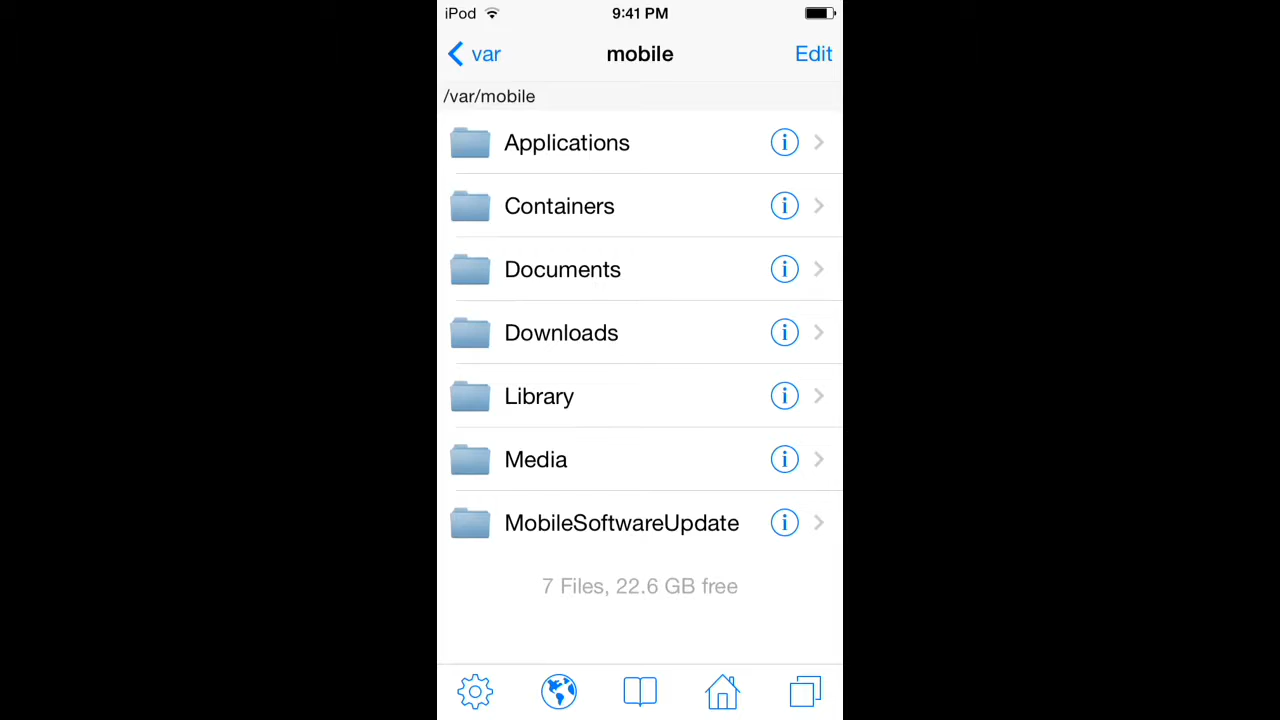 iPod 9:41 PM
var mobile Edit
/var/mobile
Applications
Containers
Documents
Downloads
Library
Media
MobileSoftwareUpdate
7 Files, 22.6 GB free